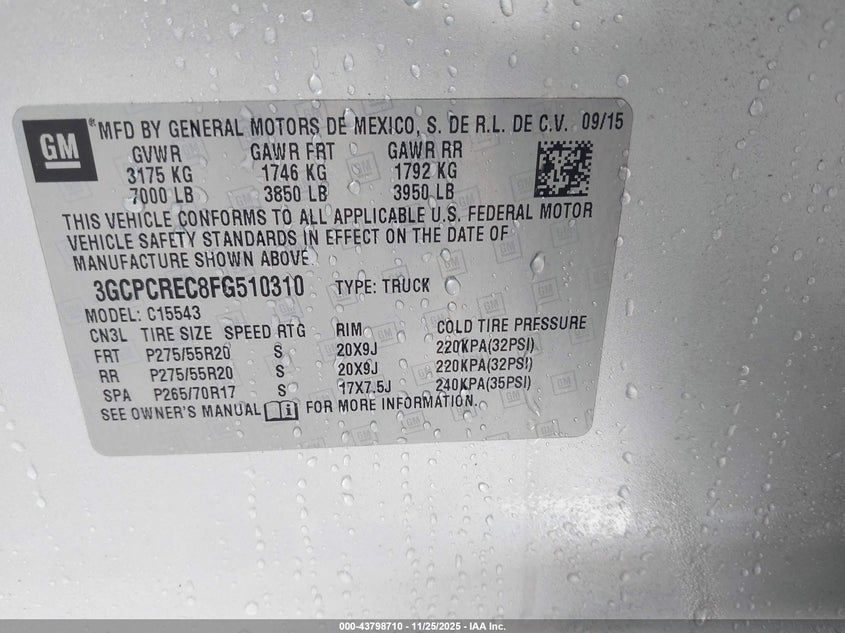 GM
*MFD BY GENERAL MOTORS DE MEXICO, S. DE R.L. DE C.V. 09/15
GVWR GAWR FRT GAWR RR
3175 KG 1746 KG 1792 KG
7000 LB 3850 LB 3950 LB
THIS VEHICLE CONFORMS TO ALL APPLICABLE U.S. FEDERAL MOTOR
VEHICLE SAFETY STANDARDS IN EFFECT ON THE DATE OF
MANUFACTURE SHOWN ABOVE.
3GCPCREC8FG510310 TYPE: TRUCK
MODEL: C15543
CN3L TIRE SIZE SPEED RTG RIM COLD TIRE PRESSURE
FRT P275/55R20 S 20X9J 220KPA(32PSI)
RR P275/55R20 S 20X9J 220KPA(32PSI)
SPA P265/70R17 S 17X7.5J 240KPA(35PSI)
SEE OWNER'S MANUAL i FOR MORE INFORMATION.
000-43798710 - 11/25/2025 - IAA Inc.